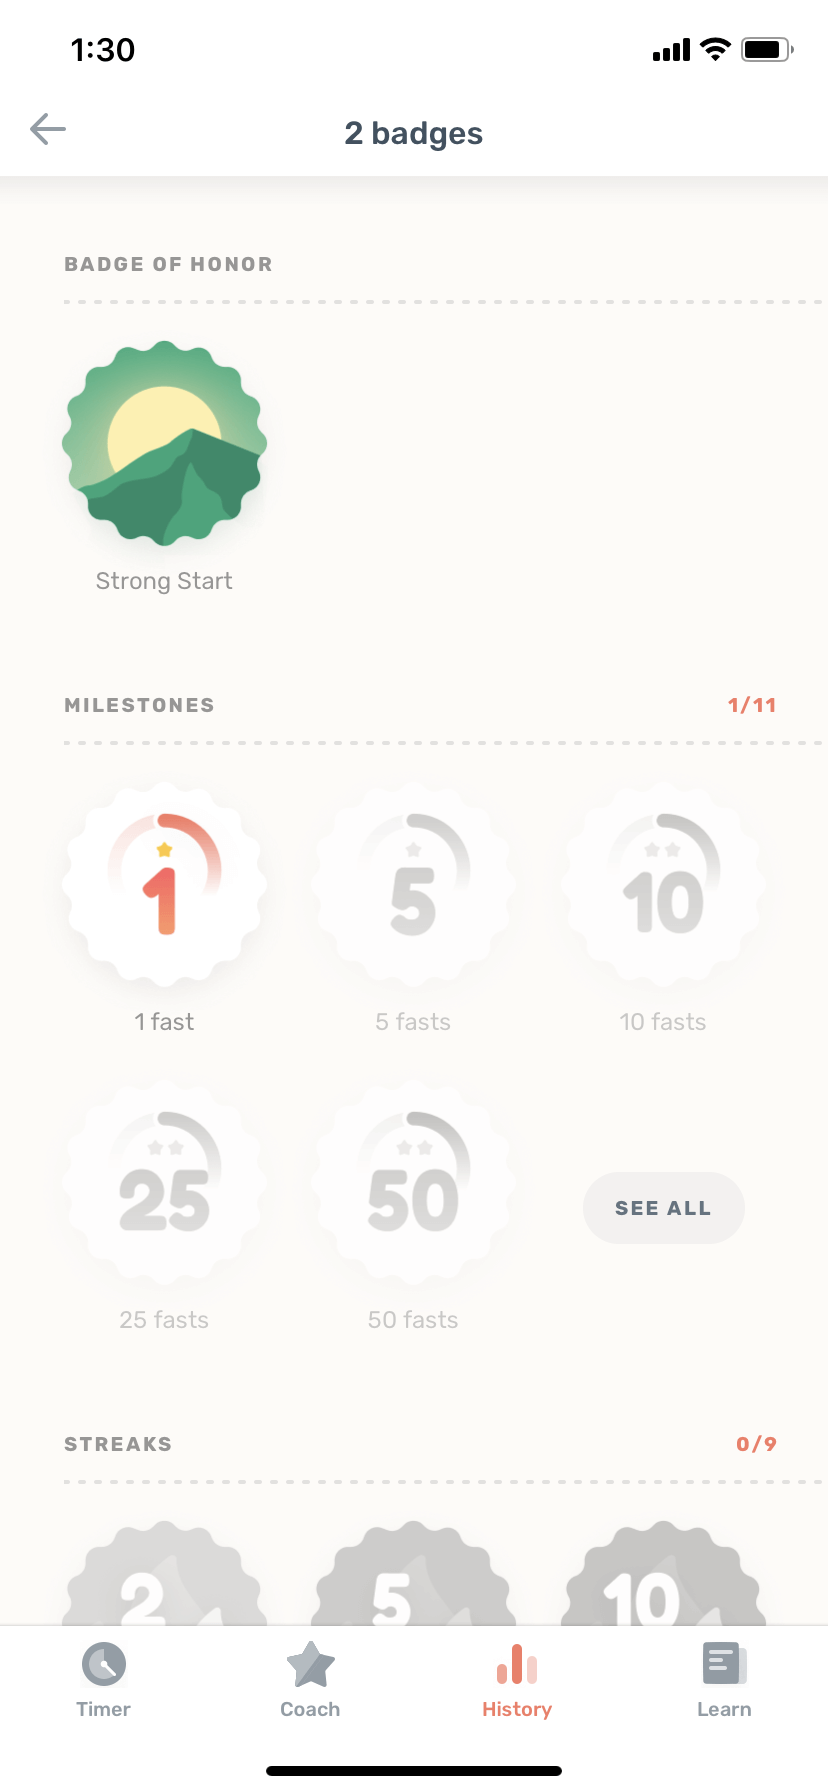 1:30
2 badges
BADGE OF HONOR
Strong Start
MILESTONES 1/11
1 5 10
1 fast 5 fasts 10 fasts
25 50
SEE ALL
25 fasts 50 fasts
STREAKS 0/9
2 5 10
Timer Coach History Learn